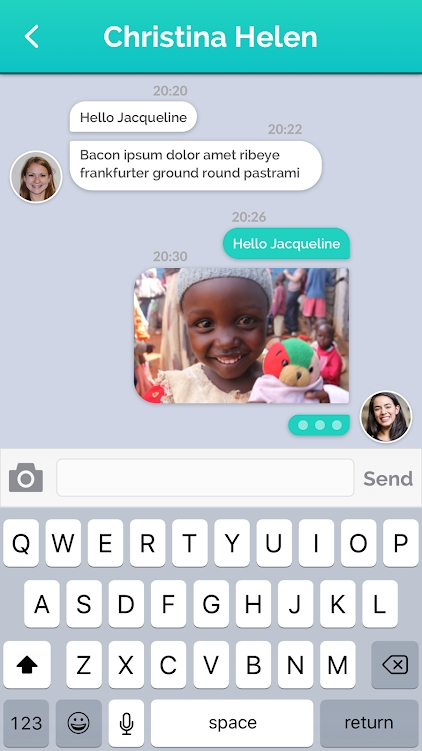 Christina Helen
20:20
Hello Jacqueline
20:22
Bacon ipsum dolor amet ribeye
frankfurter ground round pastrami
20:26
Hello Jacqueline
20:30
Send
Q W E R T Y U I O P
A S D F G H J K L
Z X C V B N M
123 space return